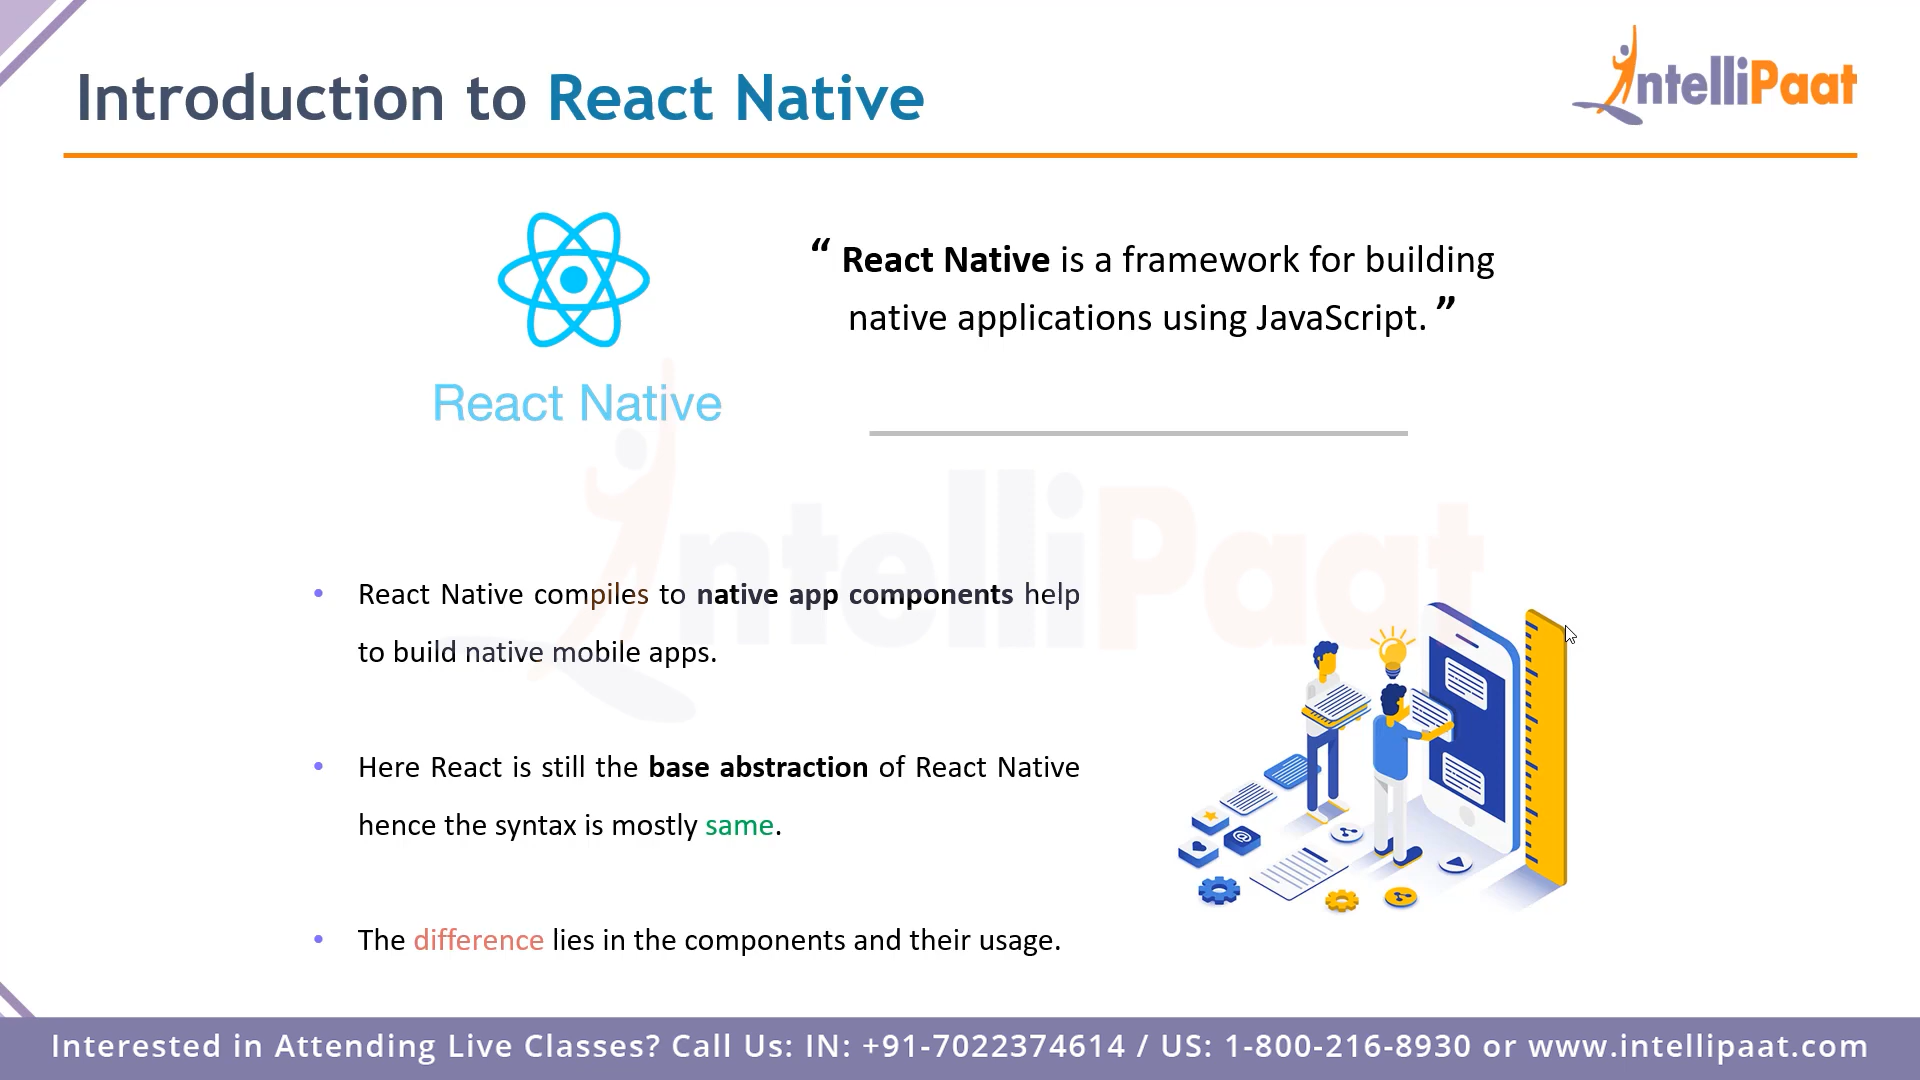 Introduction to React Native
IntelliPaat
“ React Native is a framework for building
native applications using JavaScript. ”
React Native
IntelliPaat
• React Native compiles to native app components help
to build native mobile apps.
• Here React is still the base abstraction of React Native
hence the syntax is mostly same.
• The difference lies in the components and their usage.
Interested in Attending Live Classes? Call Us: IN: +91-7022374614 / US: 1-800-216-8930 or www.intellipaat.com